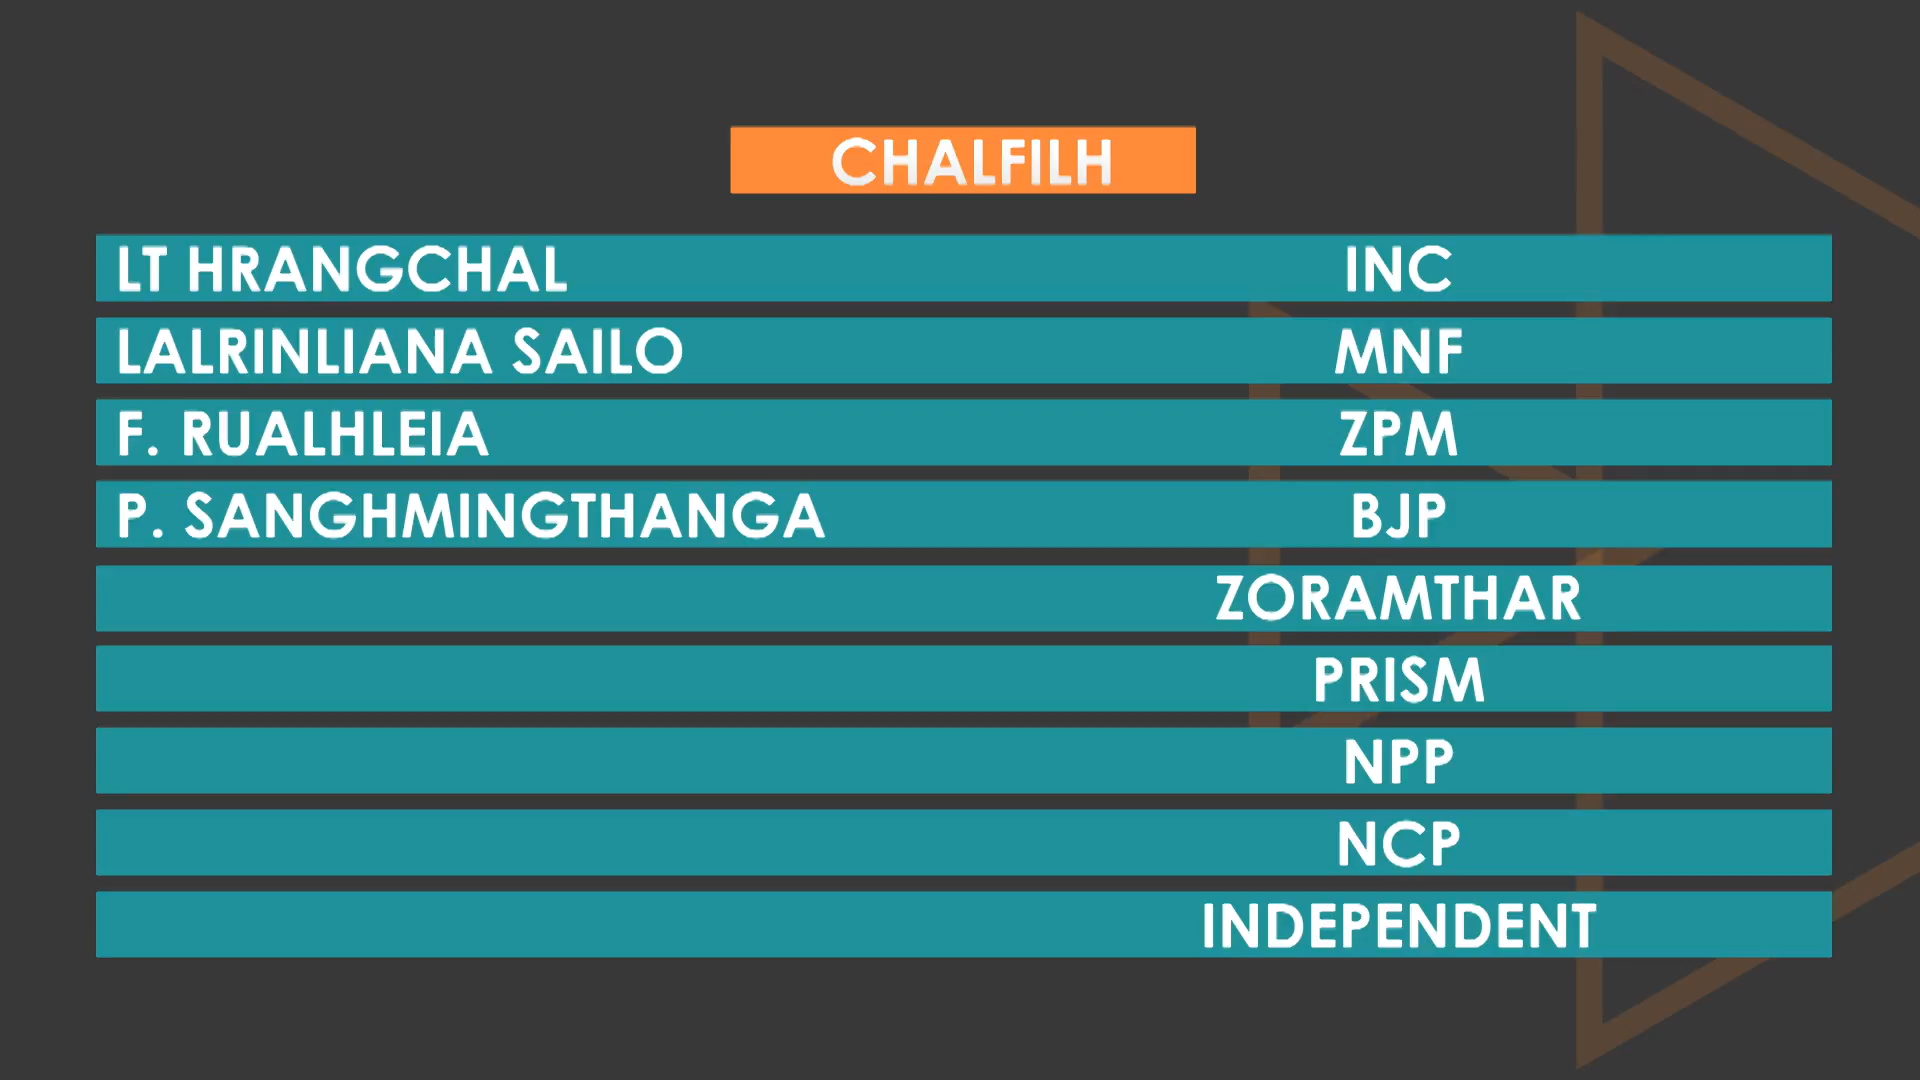 CHALFILH
LT HRANGCHAL INC
LALRINLIANA SAILO MNF
F. RUALHLEIA ZPM
P. SANGHMINGTHANGA BJP
ZORAMTHAR
PRISM
NPP
NCP
INDEPENDENT